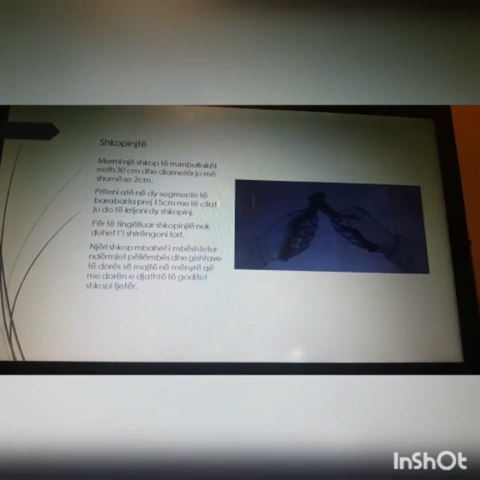 Shkopinjtë
Merrni një shkop të rrumbullakët
rreth 30 cm dhe diametër jo më
shumë se 2cm.
Priteni atë në dy segmente të
barabarta prej 15cm me të cilat
ju do të krijoni dy shkopinj.
Për të tingëlluar shkopinjtë nuk
duhet t'i shtrëngoni fort.
Njëri shkop mbahet i mbështetur
ndërmjet pëllëmbës dhe gishtave
të dorës së majtë në mënyrë që
me dorën e djathtë të goditet
shkopi tjetër.
InShOt